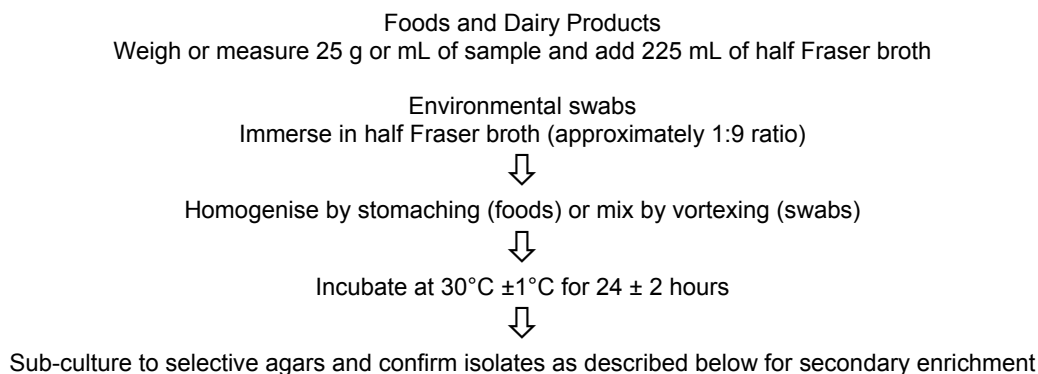 Foods and Dairy Products
Weigh or measure 25 g or mL of sample and add 225 mL of half Fraser broth
Environmental swabs
Immerse in half Fraser broth (approximately 1:9 ratio)
Homogenise by stomaching (foods) or mix by vortexing (swabs)
Incubate at 30°C ±1°C for 24 ± 2 hours
Sub-culture to selective agars and confirm isolates as described below for secondary enrichment